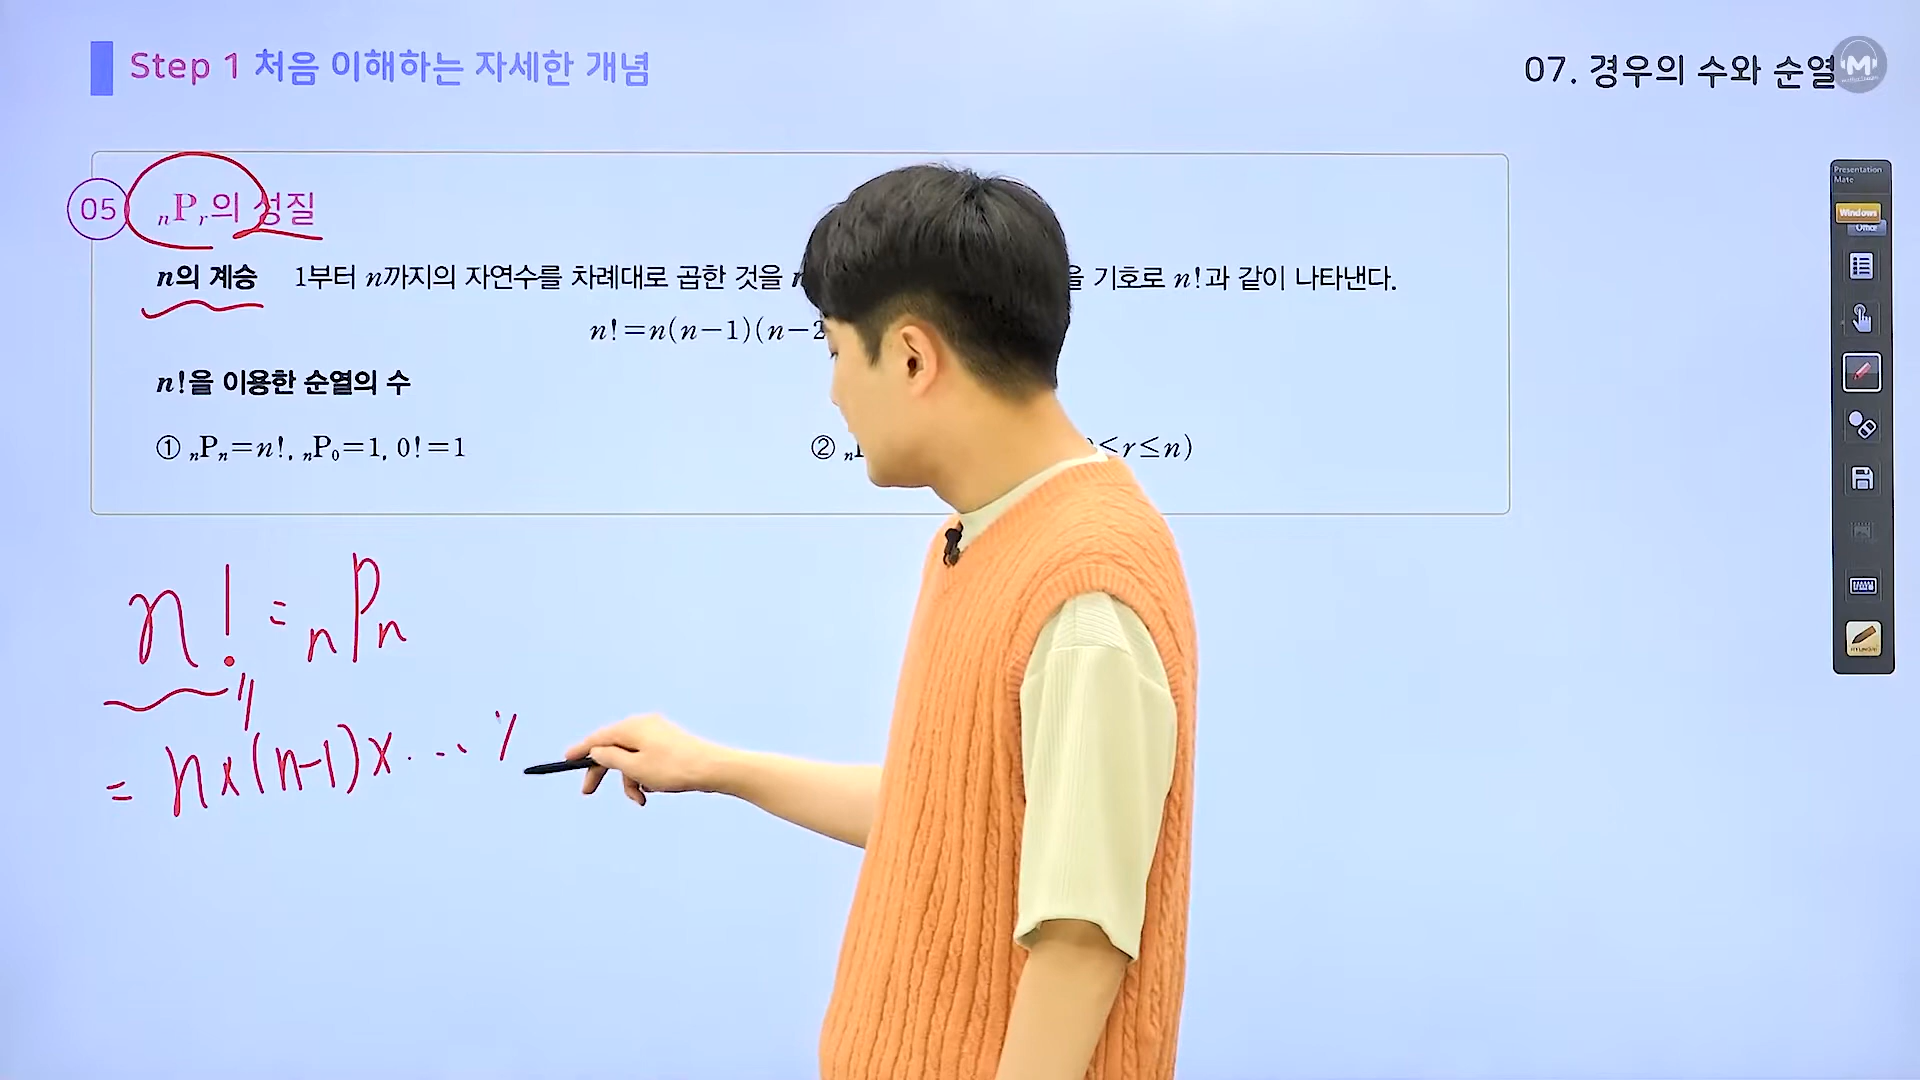 Step 1 처음 이해하는 자세한 개념
07. 경우의 수와 순열
M
05 nPr의 성질
n의 계승 1부터 n까지의 자연수를 차례대로 곱한 것을 기호로 n!과 같이 나타낸다.
n!=n(n-1)(n-2
n!을 이용한 순열의 수
① nPn=n!, nP0=1, 0!=1
② n ≤r≤n)
n! = nPn
= n×(n-1)×...
Presentation Mate
Windows
Office